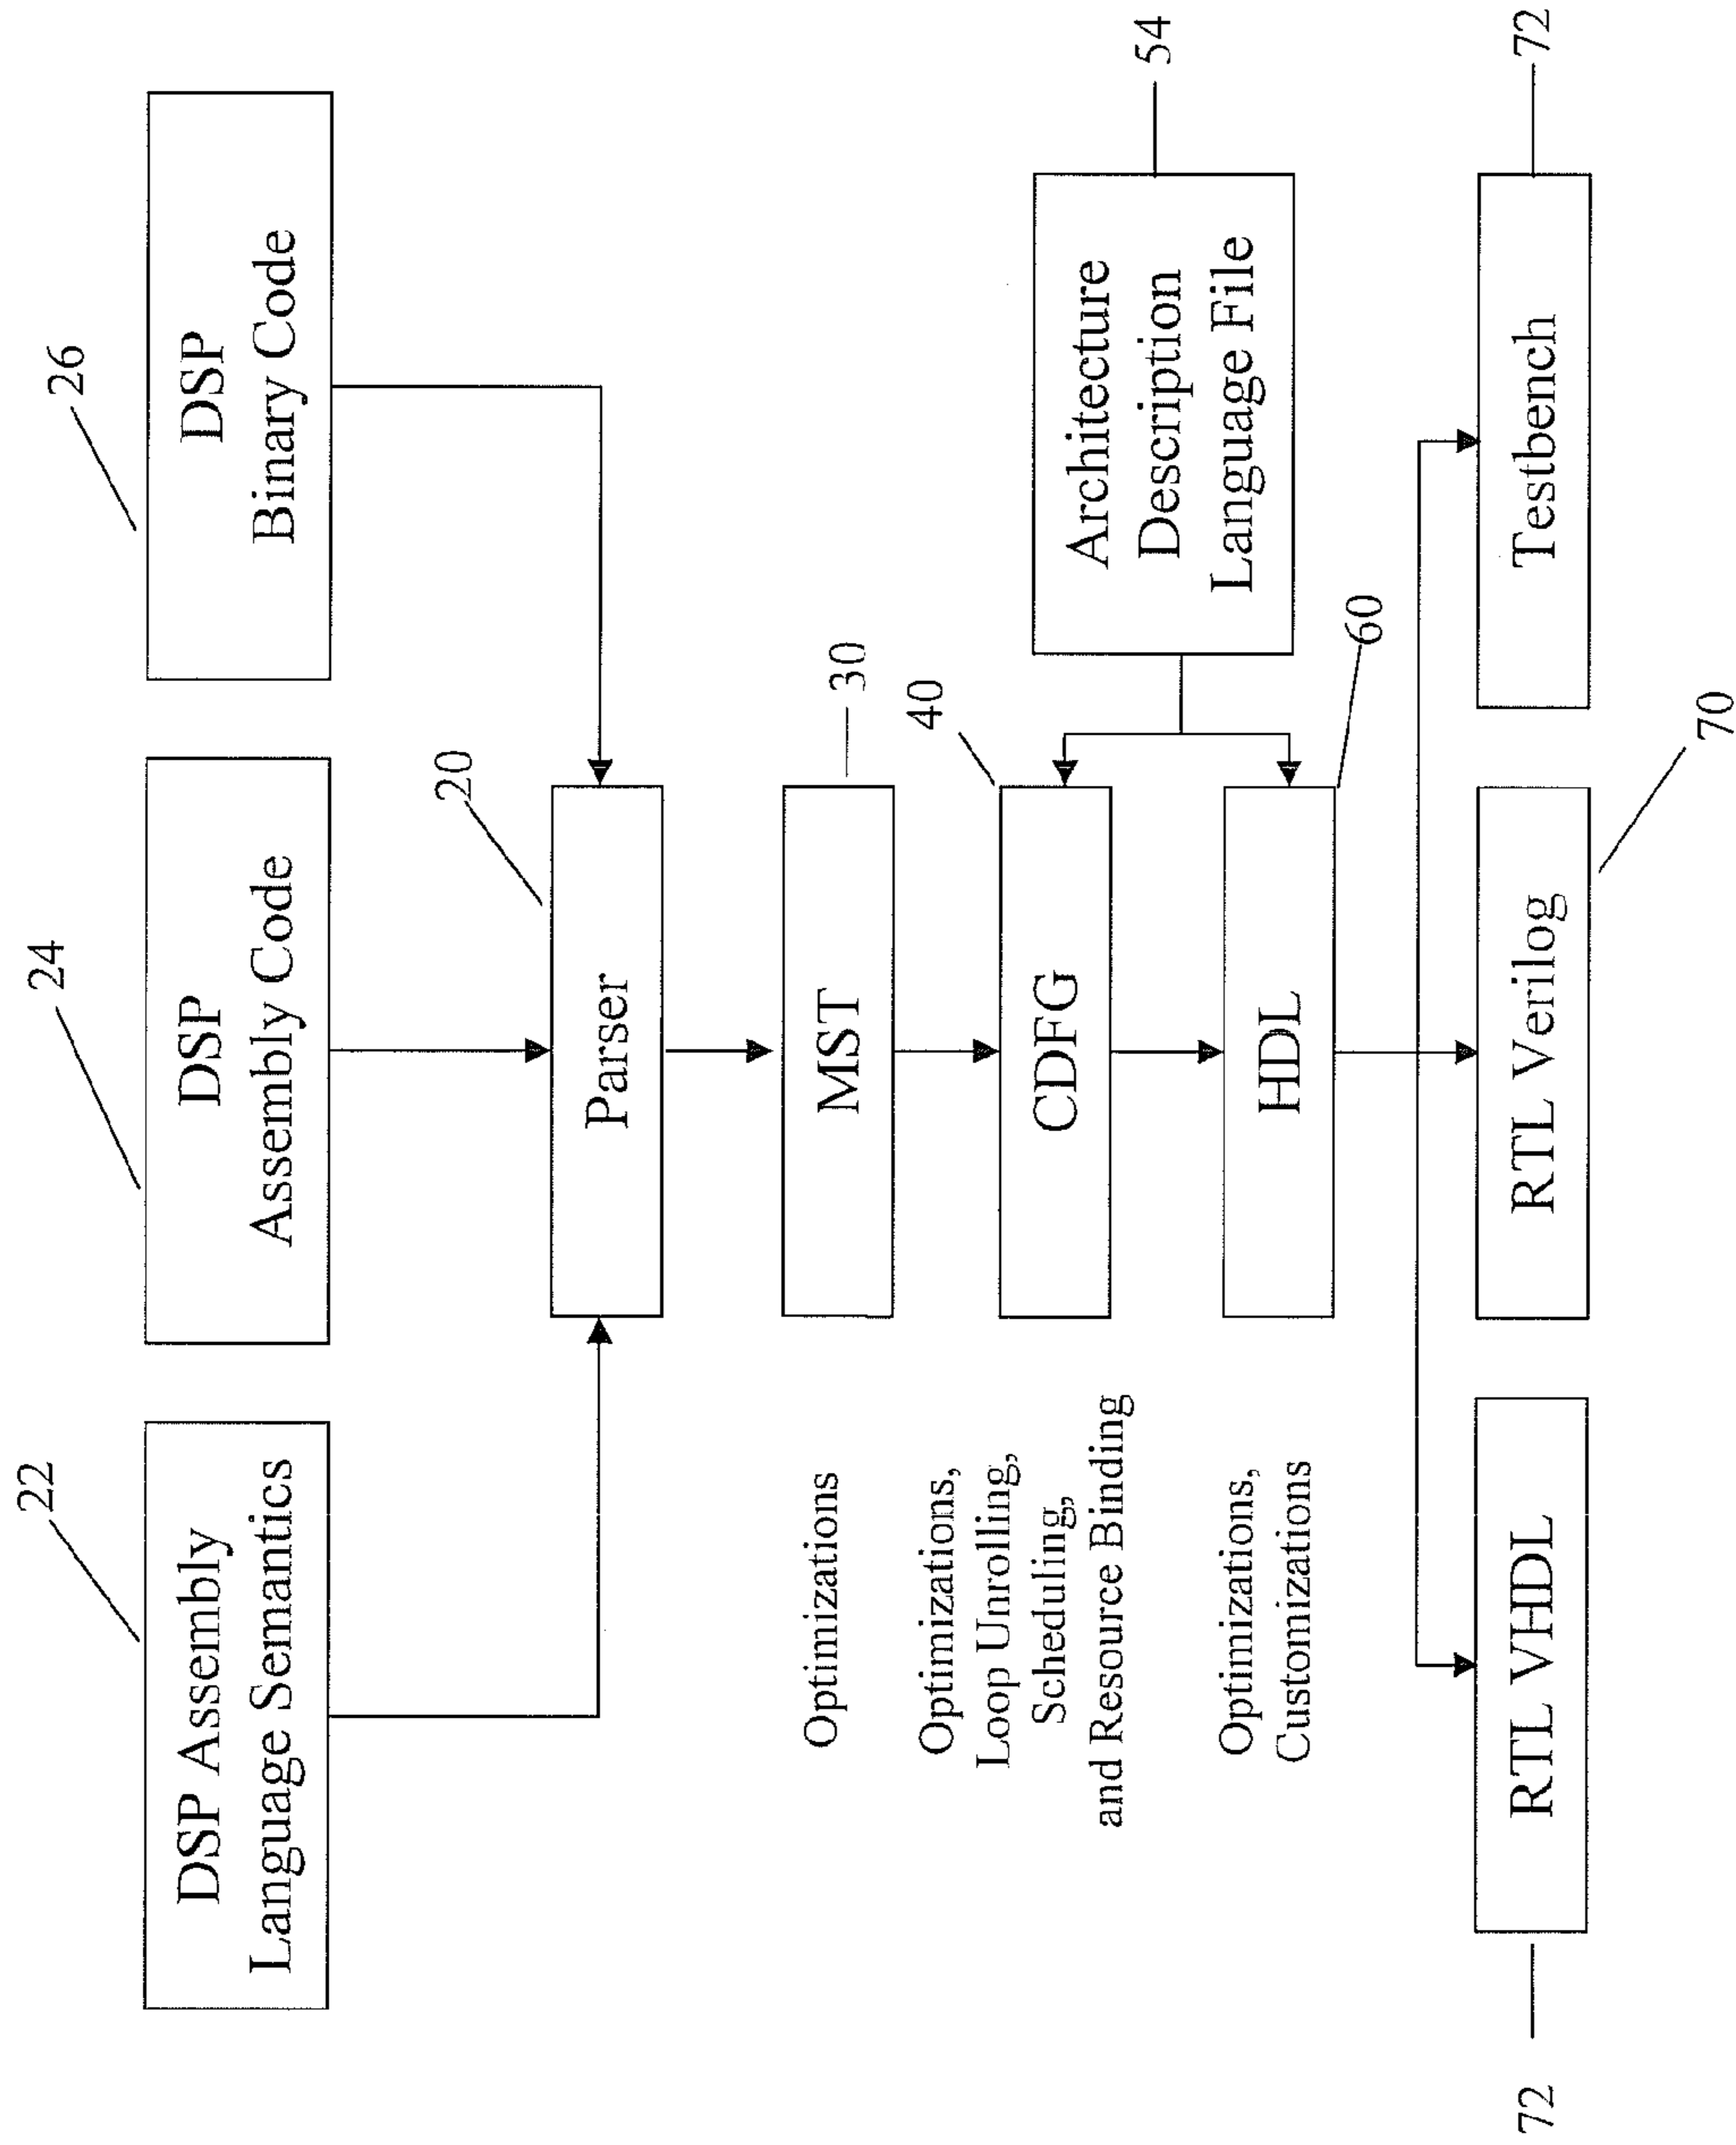 22
24
26
DSP Assembly
Language Semantics
DSP
Assembly Code
DSP
Binary Code
20
Parser
Optimizations
MST
30
Optimizations,
Loop Unrolling,
Scheduling,
and Resource Binding
40
CDFG
Architecture
Description
Language File
54
Optimizations,
Customizations
HDL
60
72
RTL VHDL
RTL Verilog
70
Testbench
72